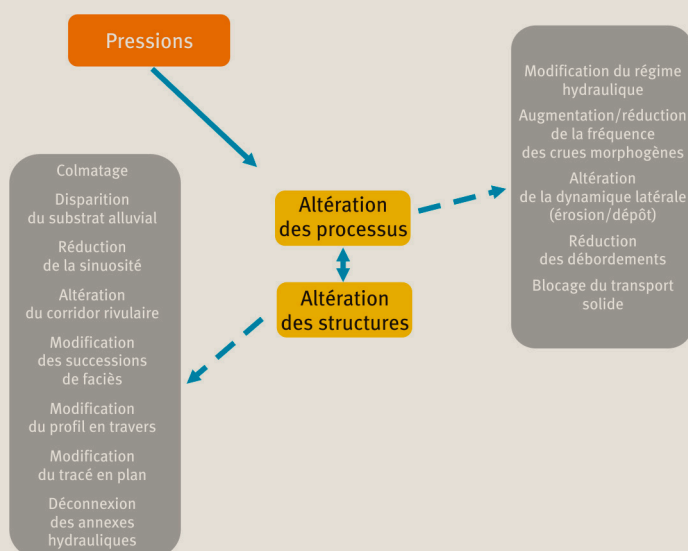 Pressions
Modification du régime
hydraulique
Augmentation/réduction
de la fréquence
des crues morphogènes
Altération
de la dynamique latérale
(érosion/dépôt)
Réduction
des débordements
Blocage du transport
solide
Altération
des processus
Altération
des structures
Colmatage
Disparition
du substrat alluvial
Réduction
de la sinuosité
Altération
du corridor rivulaire
Modification
des successions
de faciès
Modification
du profil en travers
Modification
du tracé en plan
Déconnexion
des annexes
hydrauliques